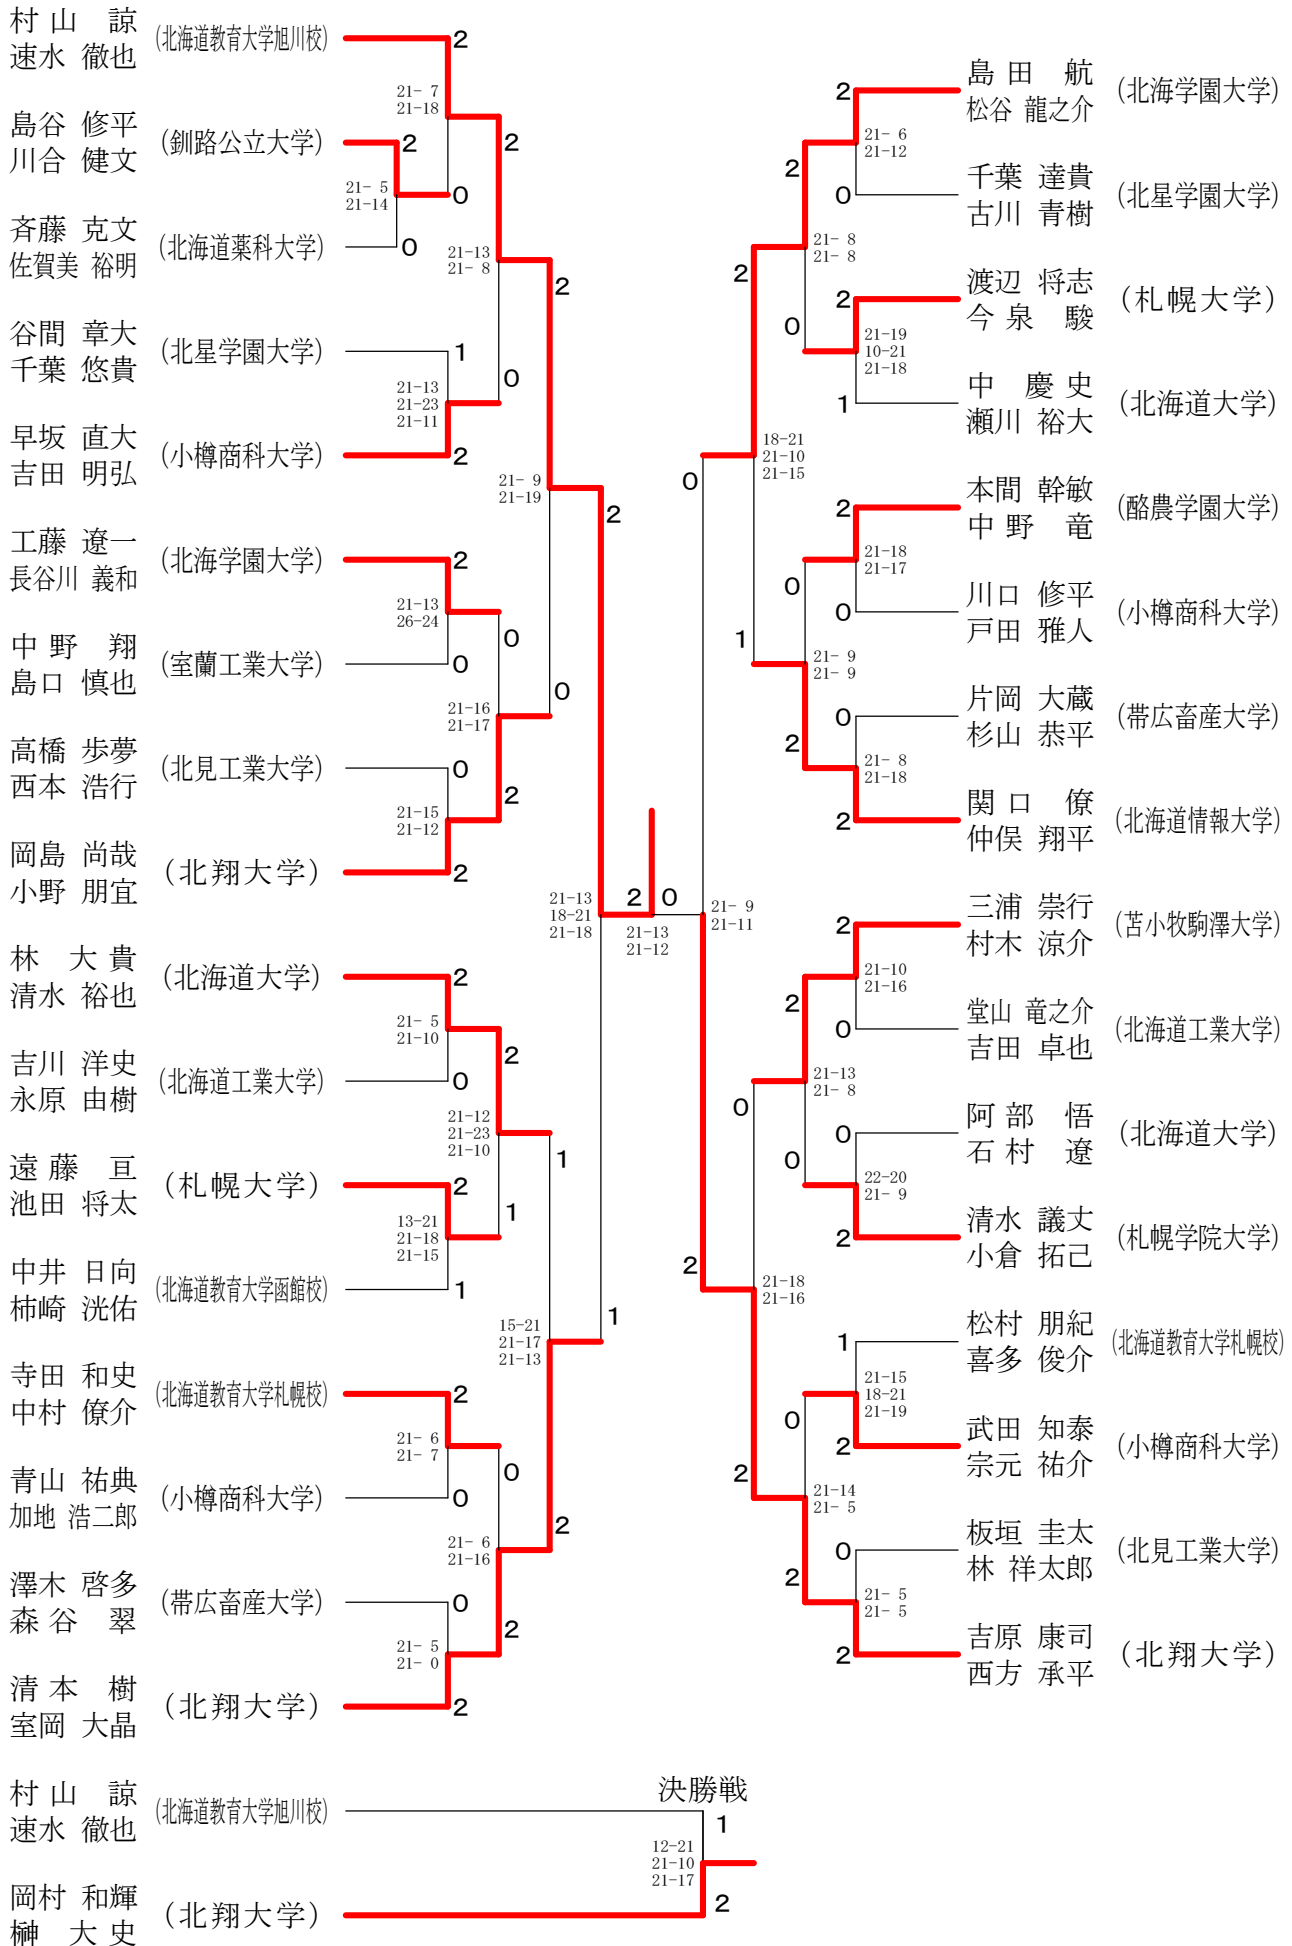 村山 諒
速水 徹也
(北海道教育大学旭川校)
2
21- 7
21-18
島谷 修平
川合 健文
(釧路公立大学)
2
2
21- 5
21-14
0
斉藤 克文
佐賀美 裕明
(北海道薬科大学)
0
21-13
21- 8
2
谷間 章大
千葉 悠貴
(北星学園大学)
1
0
21-13
21-23
21-11
早坂 直大
吉田 明弘
(小樽商科大学)
2
21- 9
21-19
2
工藤 遼一
長谷川 義和
(北海学園大学)
2
21-13
26-24
0
中野 翔
島口 慎也
(室蘭工業大学)
0
0
21-16
21-17
高橋 歩夢
西本 浩行
(北見工業大学)
0
2
21-15
21-12
岡島 尚哉
小野 朋宜
(北翔大学)
2
21-13
18-21
21-18
2
0
21-13
21-12
林 大貴
清水 裕也
(北海道大学)
2
21- 5
21-10
2
吉川 洋史
永原 由樹
(北海道工業大学)
0
21-12
21-23
21-10
1
遠藤 亘
池田 将太
(札幌大学)
2
1
13-21
21-18
21-15
中井 日向
柿崎 洸佑
(北海道教育大学函館校)
1
1
15-21
21-17
21-13
寺田 和史
中村 僚介
(北海道教育大学札幌校)
2
21- 6
21- 7
0
青山 祐典
加地 浩二郎
(小樽商科大学)
0
2
21- 6
21-16
澤木 啓多
森谷 翠
(帯広畜産大学)
0
2
21- 5
21- 0
清本 樹
室岡 大晶
(北翔大学)
2
島田 航
松谷 龍之介
(北海学園大学)
2
21- 6
21-12
2
千葉 達貴
古川 青樹
(北星学園大学)
0
21- 8
21- 8
2
渡辺 将志
今泉 駿
(札幌大学)
2
0
21-19
10-21
21-18
中 慶史
瀬川 裕大
(北海道大学)
1
18-21
21-10
21-15
0
本間 幹敏
中野 竜
(酪農学園大学)
2
21-18
21-17
0
川口 修平
戸田 雅人
(小樽商科大学)
0
1
21- 9
21- 9
片岡 大蔵
杉山 恭平
(帯広畜産大学)
0
2
21- 8
21-18
関口 僚
仲俣 翔平
(北海道情報大学)
2
21- 9
21-11
三浦 崇行
村木 涼介
(苫小牧駒澤大学)
2
21-10
21-16
2
堂山 竜之介
吉田 卓也
(北海道工業大学)
0
21-13
21- 8
0
阿部 悟
石村 遼
(北海道大学)
0
0
22-20
21- 9
清水 議丈
小倉 拓己
(札幌学院大学)
2
2
21-18
21-16
松村 朋紀
喜多 俊介
(北海道教育大学札幌校)
1
21-15
18-21
21-19
0
武田 知泰
宗元 祐介
(小樽商科大学)
2
2
21-14
21- 5
板垣 圭太
林 祥太郎
(北見工業大学)
0
2
21- 5
21- 5
吉原 康司
西方 承平
(北翔大学)
2
決勝戦
村山 諒
速水 徹也
(北海道教育大学旭川校)
1
12-21
21-10
21-17
岡村 和輝
榊 大史
(北翔大学)
2